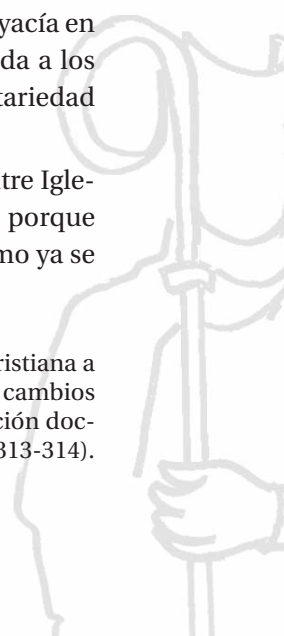 yacía en
da a los
tariedad
tre Igle-
porque
mo ya se
ristiana a
cambios
ción doc-
313-314).